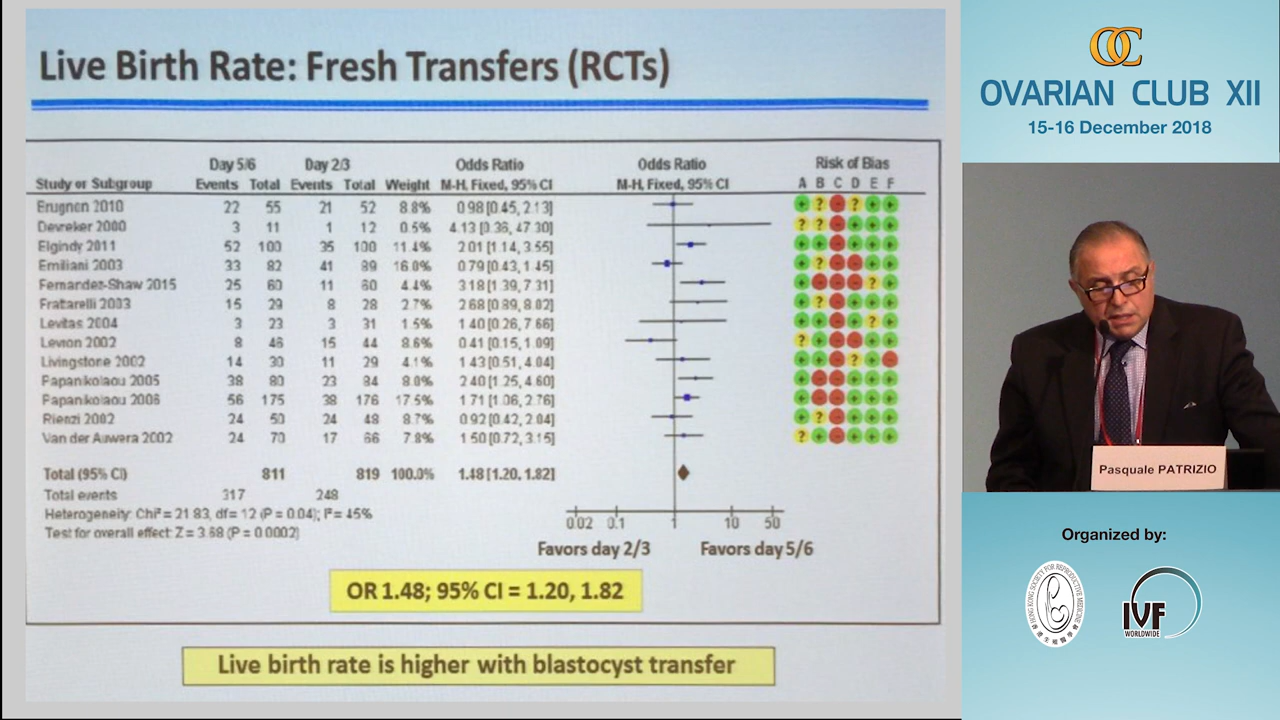 Live Birth Rate: Fresh Transfers (RCTs)
Day 5/6 Day 2/3 Odds Ratio Odds Ratio Risk of Bias
Study or Subgroup Events Total Events Total Weight M-H, Fixed, 95% CI M-H, Fixed, 95% CI A B C D E F
22 55 21 52 8.8% 0.98 [0.45, 2.13] + ? - ? + +
Devreker 2000 3 11 1 12 0.5% 4.13 [0.36, 47.30] ? ? - + + +
Elgindy 2011 52 100 35 100 11.4% 2.01 [1.14, 3.55] + + - + + +
Emiliani 2003 33 82 41 89 16.0% 0.79 [0.43, 1.45] + ? - - + +
Fernandez-Shaw 2015 25 60 11 60 4.4% 3.18 [1.39, 7.31] + - - - ? +
Frattarelli 2003 15 29 8 28 2.7% 2.68 [0.89, 8.02] + ? - + + +
Levitas 2004 3 23 3 31 1.5% 1.40 [0.26, 7.66] + + - + ? +
Levron 2002 8 46 15 44 8.6% 0.41 [0.15, 1.09] ? + - - + +
Livingstone 2002 14 30 11 29 4.1% 1.43 [0.51, 4.04] + + - ? + -
Papanikolaou 2005 38 80 23 84 8.0% 2.40 [1.25, 4.60] + - - + + +
Papanikolaou 2006 56 175 38 176 17.5% 1.71 [1.06, 2.76] + - - + + +
Rienzi 2002 24 50 24 48 8.7% 0.92 [0.42, 2.04] + ? - + + +
Van der Auwera 2002 24 70 17 66 7.8% 1.50 [0.72, 3.15] ? + - + + +
Total (95% CI) 811 819 100.0% 1.48 [1.20, 1.82]
Total events 317 248
Heterogeneity: Chi² = 21.83, df = 12 (P = 0.04); I² = 45%
Test for overall effect: Z = 3.68 (P = 0.0002)
0.02 0.1 1 10 50
Favors day 2/3 Favors day 5/6
OR 1.48; 95% CI = 1.20, 1.82
Live birth rate is higher with blastocyst transfer
OC
OVARIAN CLUB XII
15-16 December 2018
Pasquale PATRIZIO
Organized by:
HONG KONG SOCIETY FOR REPRODUCTIVE MEDICINE
IVF
WORLDWIDE